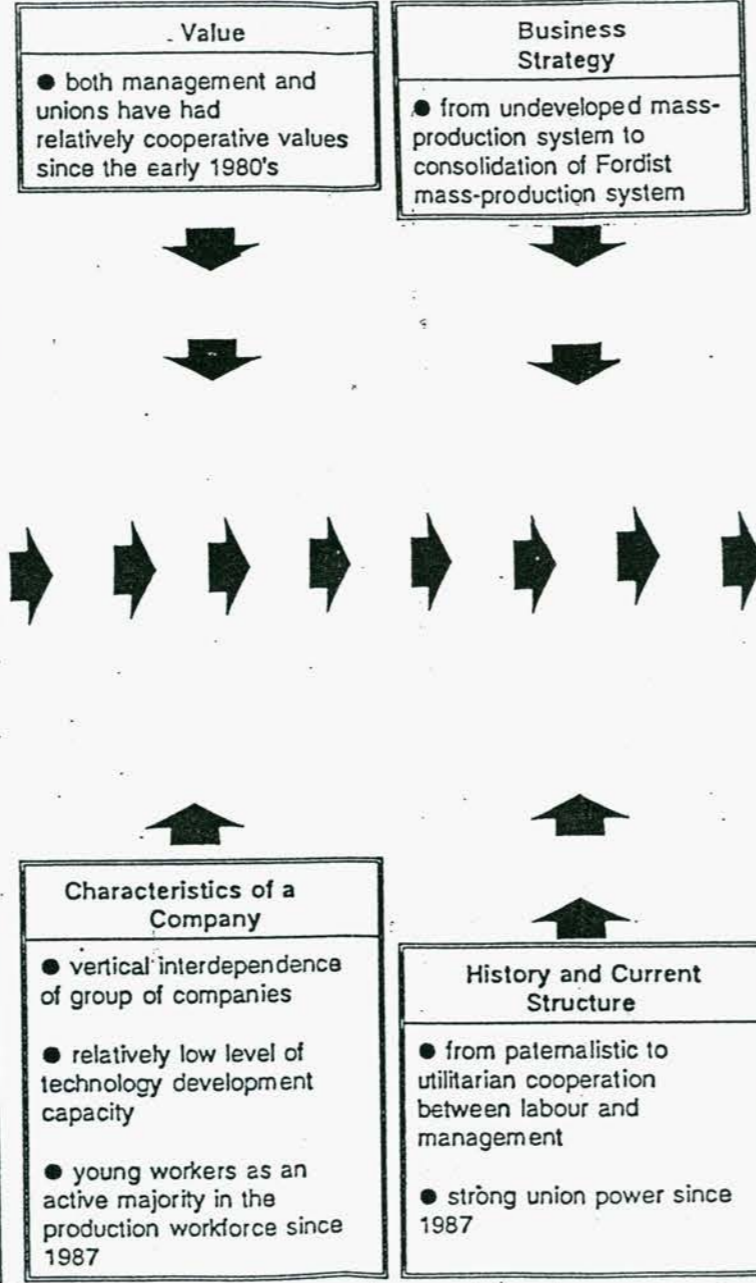 Value
● both management and
unions have had
relatively cooperative values
since the early 1980's
Business
Strategy
● from undeveloped mass-
production system to
consolidation of Fordist
mass-production system
Characteristics of a
Company
● vertical interdependence
of group of companies
● relatively low level of
technology development
capacity
● young workers as an
active majority in the
production workforce since
1987
History and Current
Structure
● from paternalistic to
utilitarian cooperation
between labour and
management
● strong union power since
1987